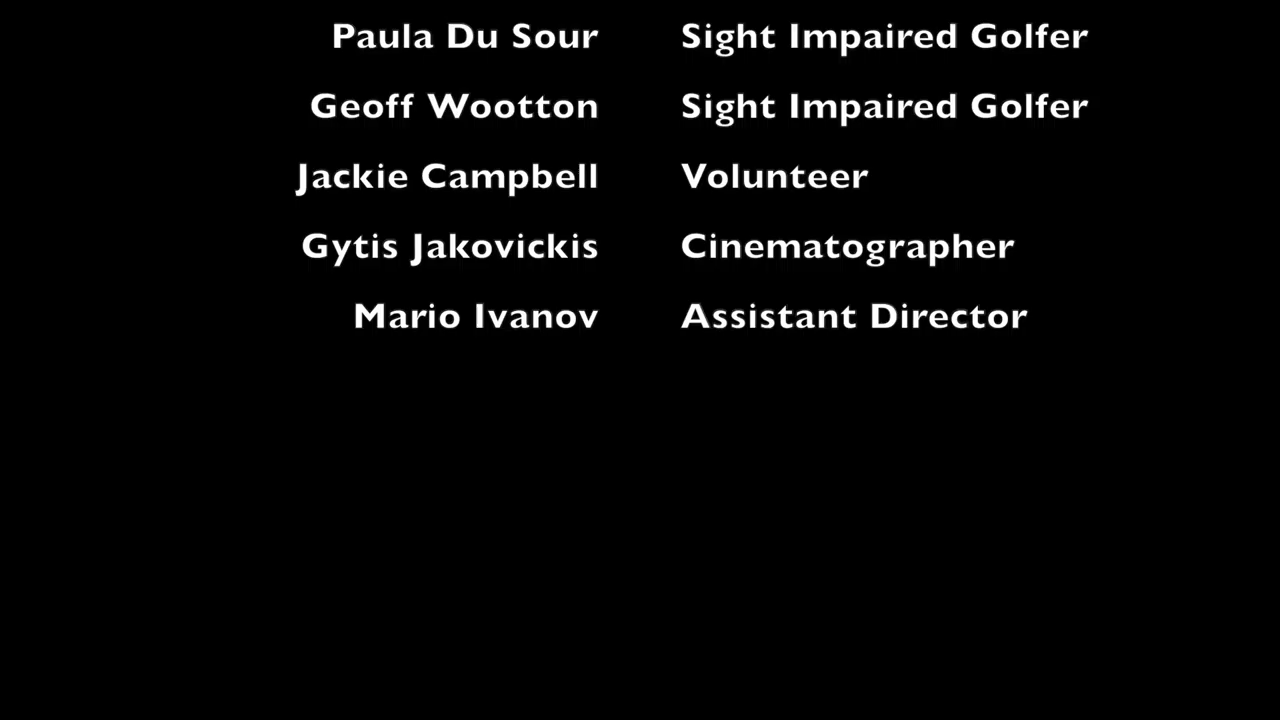 Paula Du Sour Sight Impaired Golfer
Geoff Wootton Sight Impaired Golfer
Jackie Campbell Volunteer
Gytis Jakovickis Cinematographer
Mario Ivanov Assistant Director